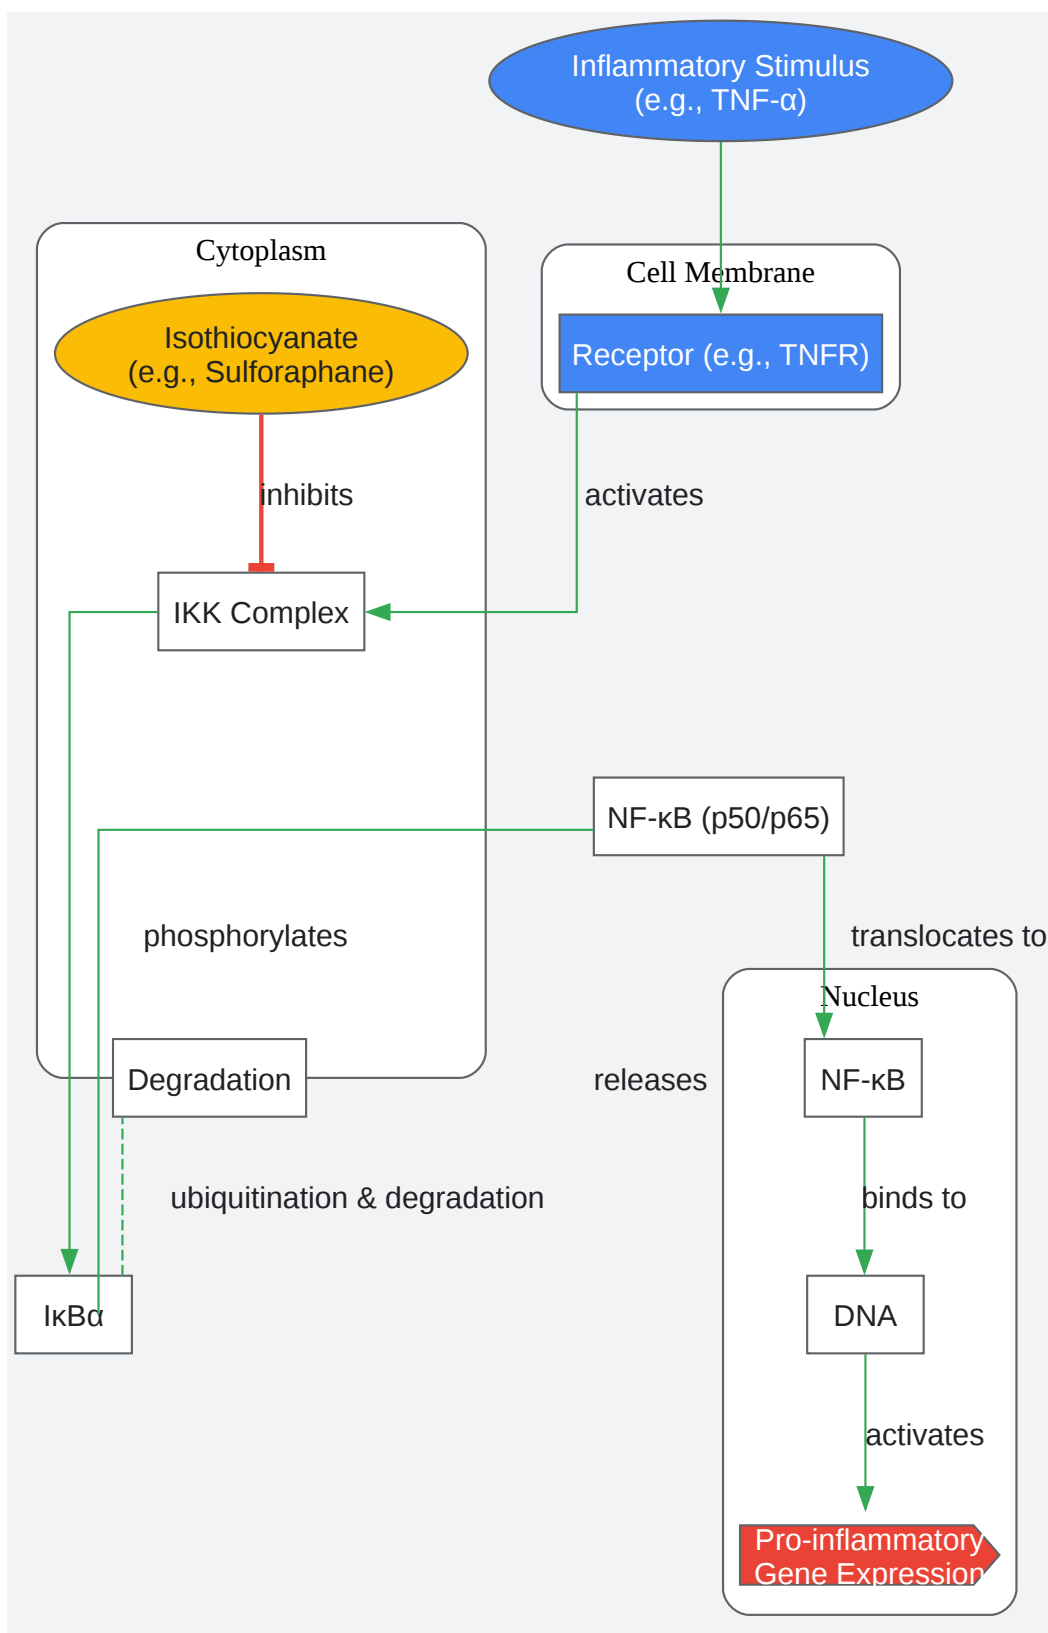 Inflammatory Stimulus
(e.g., TNF-α)
Cytoplasm
Cell Membrane
Isothiocyanate
(e.g., Sulforaphane)
Receptor (e.g., TNFR)
inhibits
activates
IKK Complex
NF-κB (p50/p65)
phosphorylates
translocates to
Nucleus
Degradation
releases
NF-κB
ubiquitination & degradation
binds to
IκBα
DNA
activates
Pro-inflammatory
Gene Expression